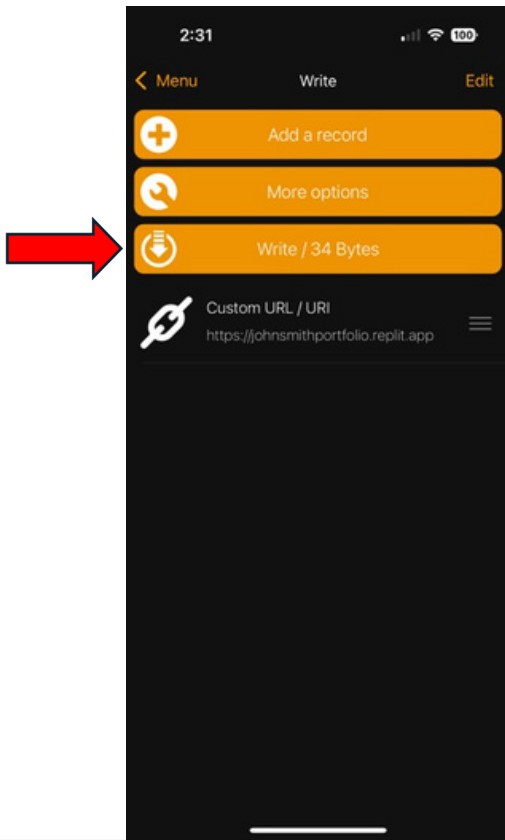 2:31
100
Menu Write Edit
Add a record
More options
Write / 34 Bytes
Custom URL / URI
https://johnsmithportfolio.replit.app